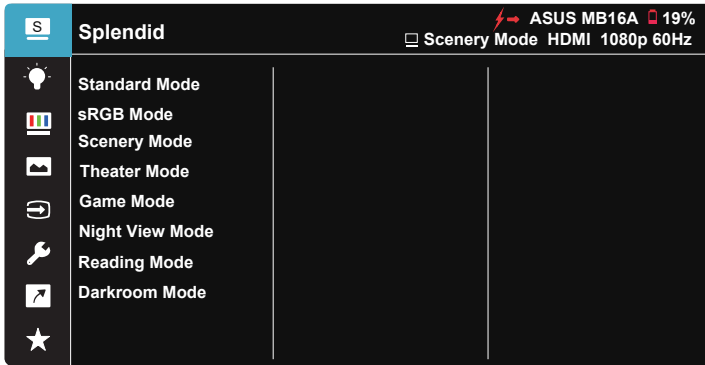 S
Splendid
ASUS MB16A 19%
Scenery Mode HDMI 1080p 60Hz
Standard Mode
sRGB Mode
Scenery Mode
Theater Mode
Game Mode
Night View Mode
Reading Mode
Darkroom Mode